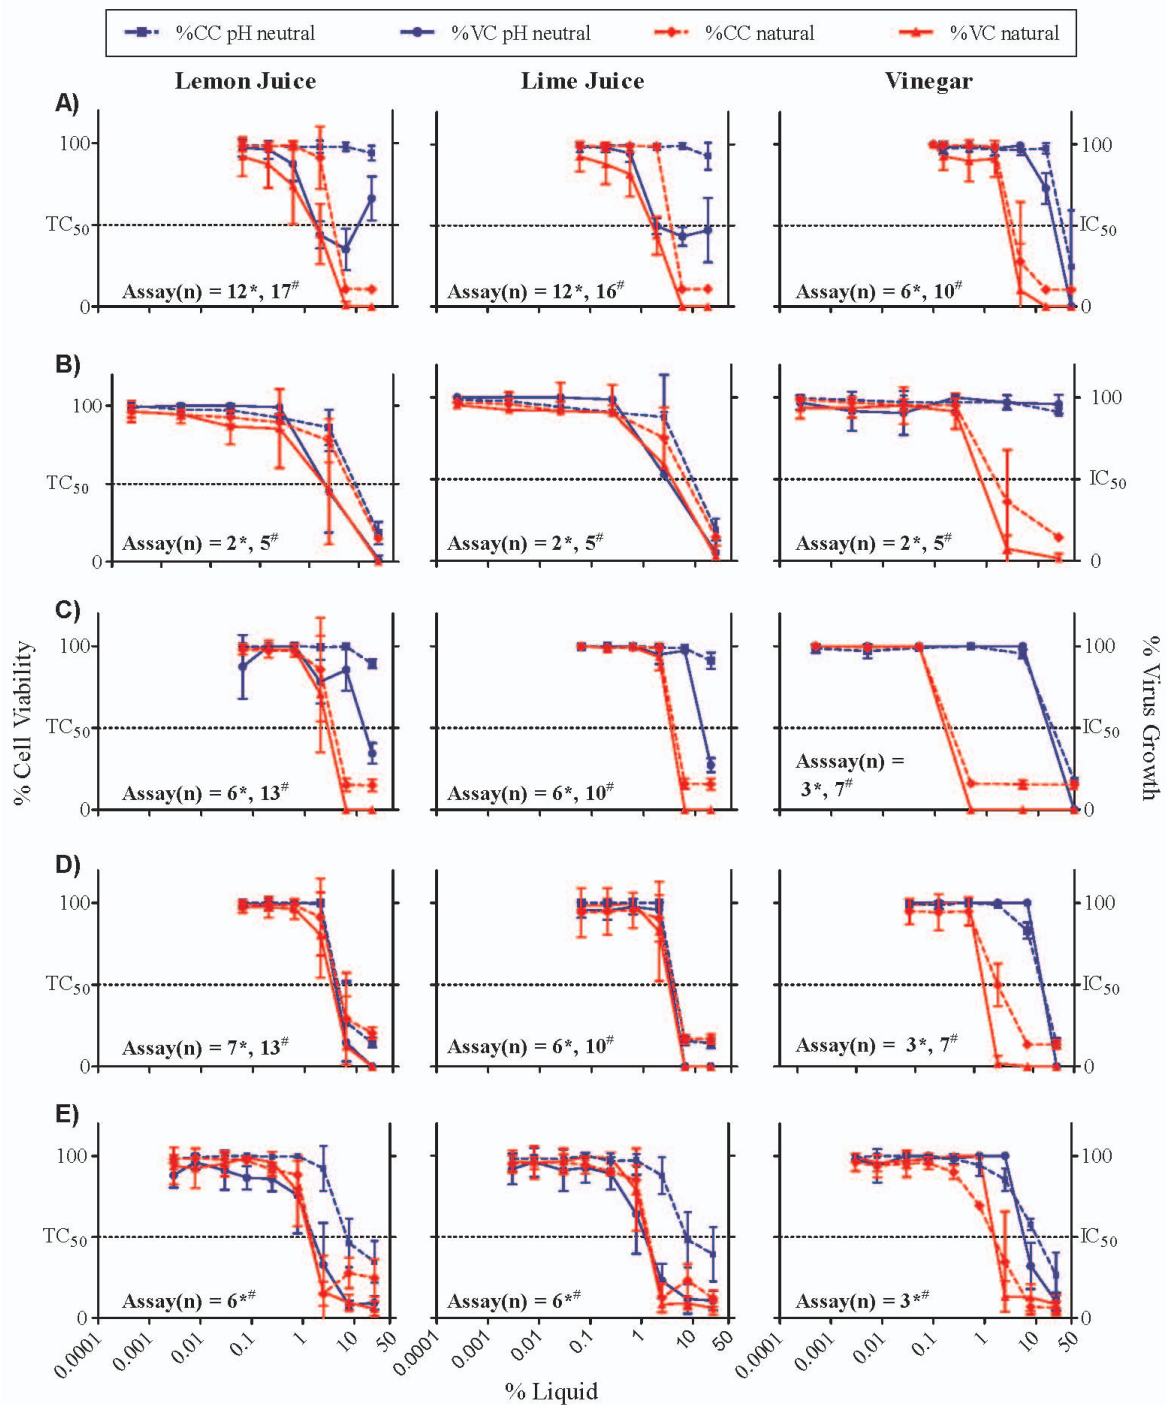 %CC pH neutral %VC pH neutral %CC natural %VC natural
Lemon Juice Lime Juice Vinegar
A)
100 100
TC50 IC50
Assay(n) = 12*, 17# Assay(n) = 12*, 16# Assay(n) = 6*, 10#
0 0
B)
100 100
TC50 IC50
Assay(n) = 2*, 5# Assay(n) = 2*, 5# Assay(n) = 2*, 5#
0 0
C)
100 100
TC50 IC50
Asssay(n) =
3*, 7#
Assay(n) = 6*, 13# Assay(n) = 6*, 10#
0 0
% Cell Viability
% Virus Growth
D)
100 100
TC50 IC50
Assay(n) = 7*, 13# Assay(n) = 6*, 10# Assay(n) = 3*, 7#
0 0
E)
100 100
TC50 IC50
Assay(n) = 6*# Assay(n) = 6*# Assay(n) = 3*#
0 0
0.0001 0.001 0.01 0.1 1 10 50 0.0001 0.001 0.01 0.1 1 10 50 0.0001 0.001 0.01 0.1 1 10 50
% Liquid